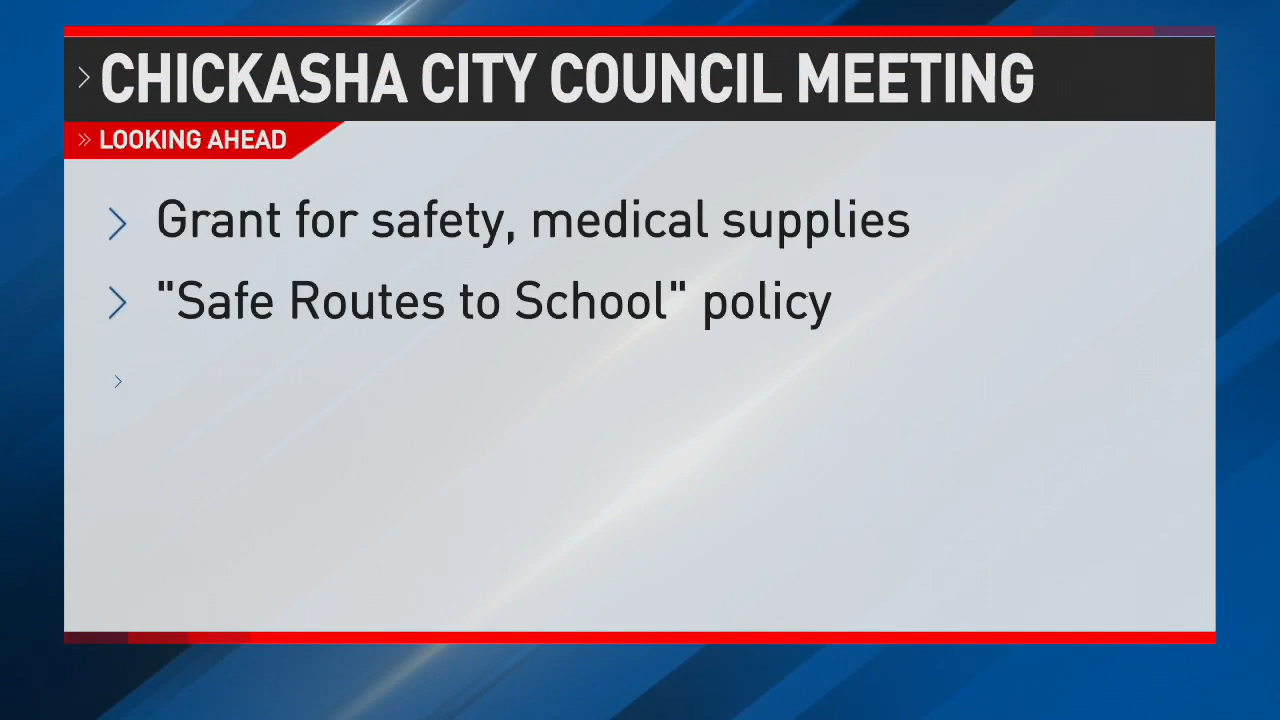 CHICKASHA CITY COUNCIL MEETING
LOOKING AHEAD
Grant for safety, medical supplies
"Safe Routes to School" policy